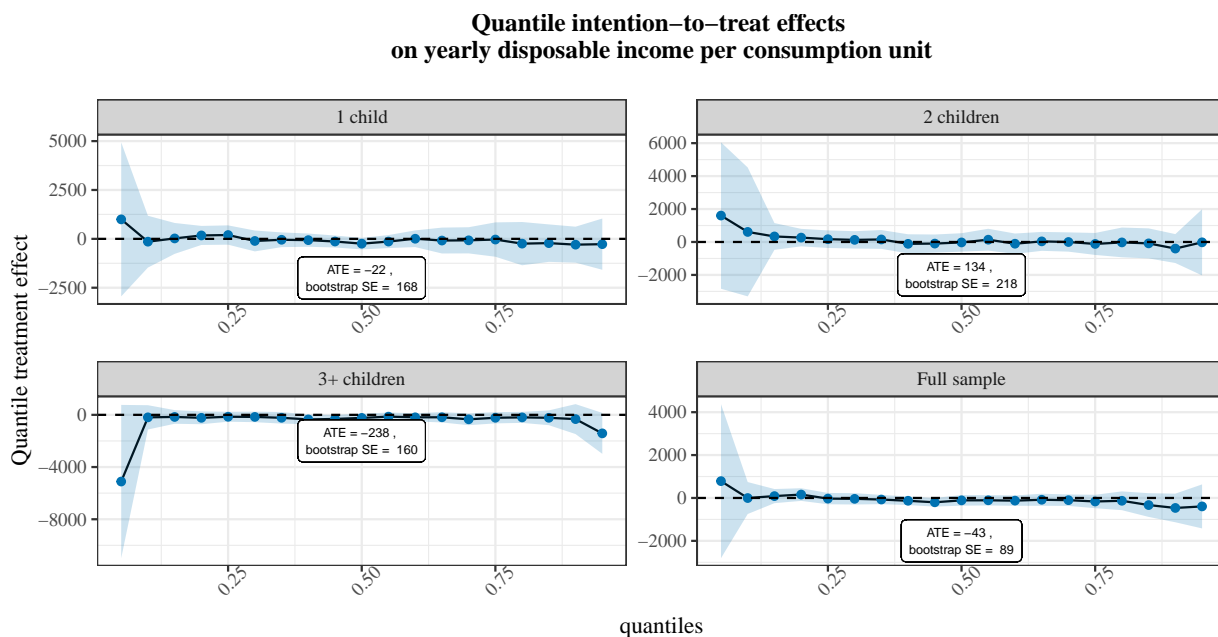 Quantile intention−to−treat effects
on yearly disposable income per consumption unit
Quantile treatment effect
1 child
5000
2500
0
−2500
ATE = −22 ,
bootstrap SE = 168
0.25
0.50
0.75
2 children
6000
4000
2000
0
−2000
ATE = 134 ,
bootstrap SE = 218
0.25
0.50
0.75
3+ children
0
−4000
−8000
ATE = −238 ,
bootstrap SE = 160
0.25
0.50
0.75
Full sample
4000
2000
0
−2000
ATE = −43 ,
bootstrap SE = 89
0.25
0.50
0.75
quantiles